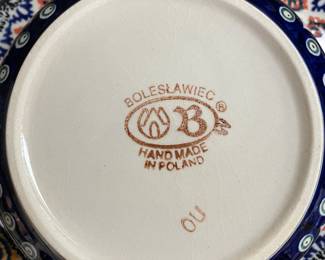 BOLESŁAWIEC ®
B
HAND MADE
IN POLAND
OU